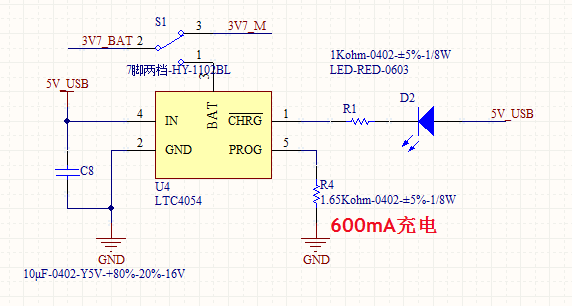 S1
3 3V7_M
3V7_BAT 2
1
7脚两档-HY-1102BL
3
1Kohm-0402-±5%-1/8W
LED-RED-0603
5V_USB
D2
R1
5V_USB
4 IN BAT CHRG 1
2 GND PROG 5
C8
U4
LTC4054
R4
1.65Kohm-0402-±5%-1/8W
600mA充电
GND
GND
10μF-0402-Y5V-+80%-20%-16V